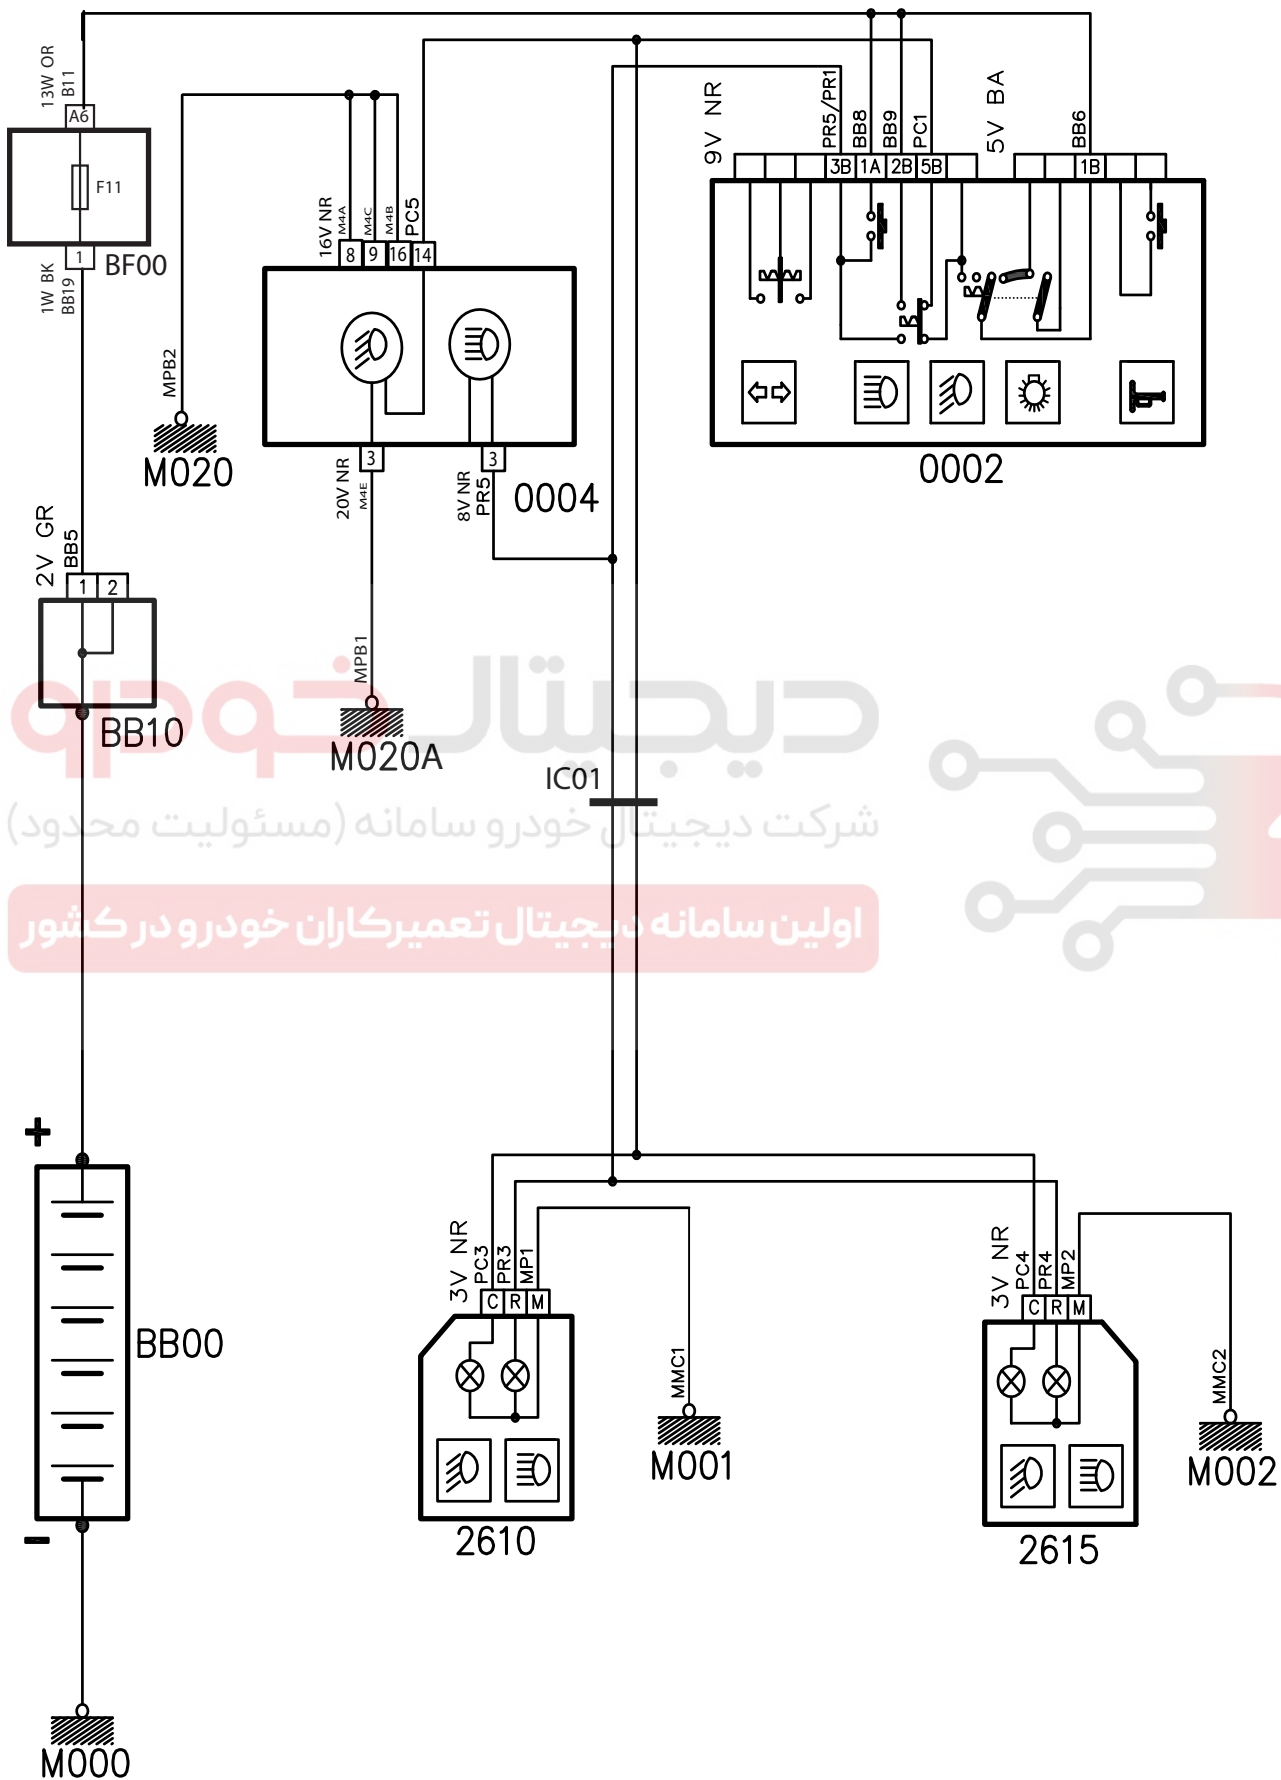 13W OR
B11
A6
F11
1
BF00
1W BK
BB19
MPB2
M020
16V NR
M4A
M4C
M4B
PC5
8
9
16
14
3
3
20V NR
M4E
8V NR
PR5
0004
MPB1
M020A
9V NR
PR5/PR1
BB8
BB9
PC1
5V BA
BB6
3B
1A
2B
5B
1B
0002
2V GR
BB5
1
2
BB10
دیجیتال خودرو
IC01
شرکت دیجیتال خودرو سامانه (مسئولیت محدود)
اولین سامانه دیجیتال تعمیرکاران خودرو در کشور
+
BB00
-
M000
3V NR
PC3
PR3
MP1
C
R
M
2610
MMC1
M001
3V NR
PC4
PR4
MP2
C
R
M
2615
MMC2
M002